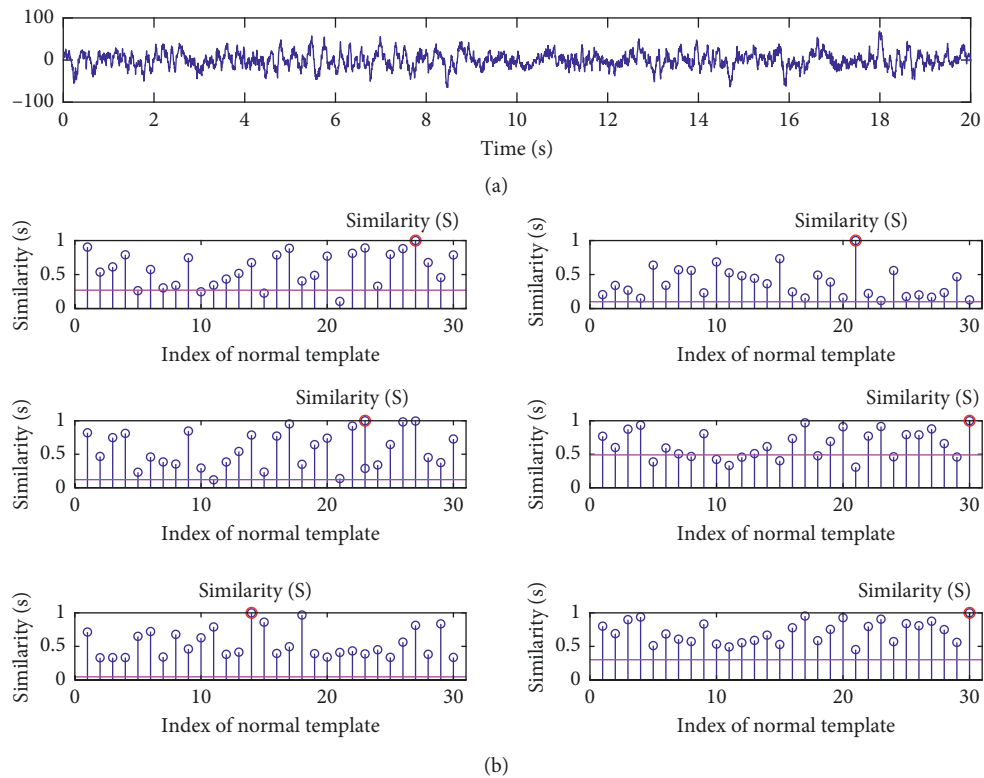 100
0
−100
0 2 4 6 8 10 12 14 16 18 20
Time (s)
(a)
Similarity (S)
Similarity (s)
1
0.5
0
0 10 20 30
Index of normal template
Similarity (S)
Similarity (s)
1
0.5
0
0 10 20 30
Index of normal template
Similarity (S)
Similarity (s)
1
0.5
0
0 10 20 30
Index of normal template
Similarity (S)
Similarity (s)
1
0.5
0
0 10 20 30
Index of normal template
Similarity (S)
Similarity (s)
1
0.5
0
0 10 20 30
Index of normal template
Similarity (S)
Similarity (s)
1
0.5
0
0 10 20 30
Index of normal template
(b)